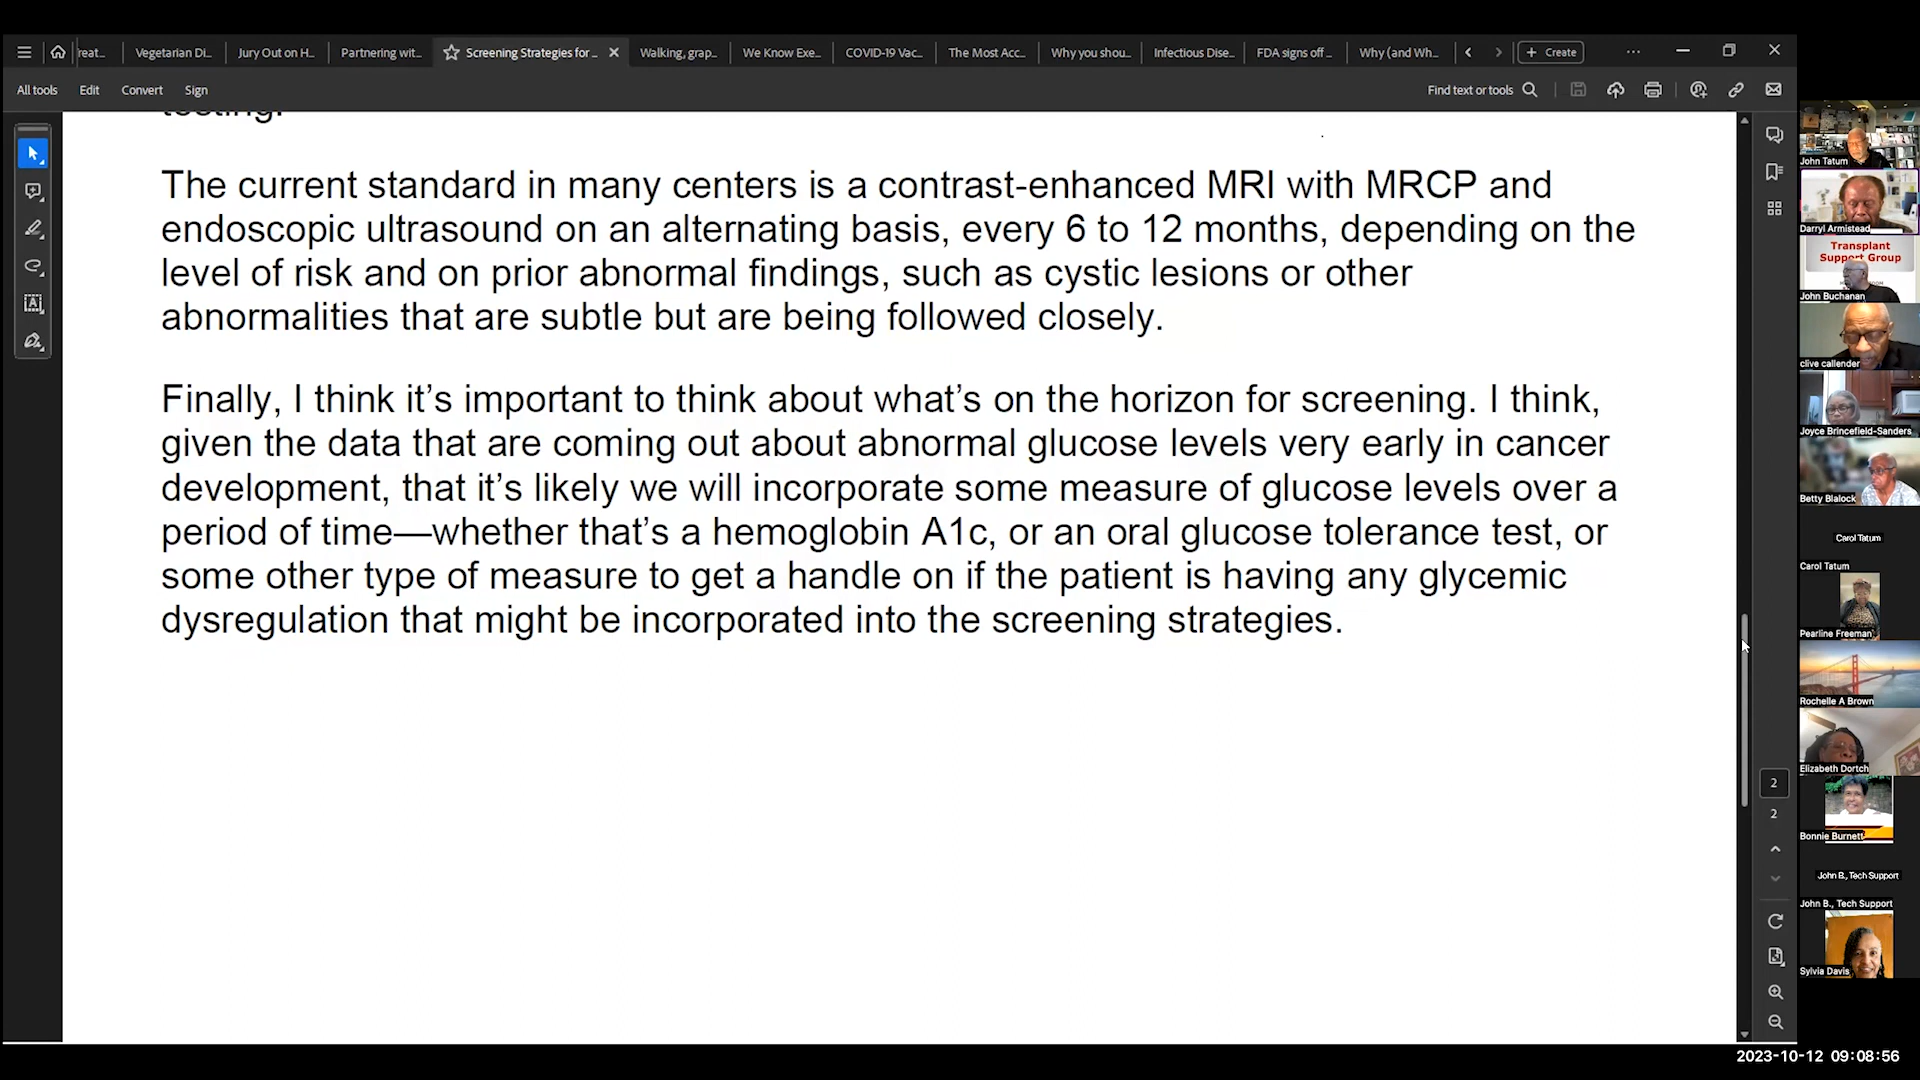 reat...
Vegetarian Di...
Jury Out on H...
Partnering wit...
Screening Strategies for ...
Walking, grap...
We Know Exe...
COVID-19 Vac...
The Most Acc...
Why you shou...
Infectious Dise...
FDA signs off ...
Why (and Wh...
Create
All tools
Edit
Convert
Sign
Find text or tools
testing.
The current standard in many centers is a contrast-enhanced MRI with MRCP and
endoscopic ultrasound on an alternating basis, every 6 to 12 months, depending on the
level of risk and on prior abnormal findings, such as cystic lesions or other
abnormalities that are subtle but are being followed closely.
Finally, I think it’s important to think about what’s on the horizon for screening. I think,
given the data that are coming out about abnormal glucose levels very early in cancer
development, that it’s likely we will incorporate some measure of glucose levels over a
period of time—whether that’s a hemoglobin A1c, or an oral glucose tolerance test, or
some other type of measure to get a handle on if the patient is having any glycemic
dysregulation that might be incorporated into the screening strategies.
2
2
John Tatum
Darryl Armistead
Transplant
Support Group
John Buchanan
clive callender
Joyce Brincefield-Sanders
Betty Blalock
Carol Tatum
Carol Tatum
Pearline Freeman
Rochelle A Brown
Elizabeth Dortch
Bonnie Burnett
John B., Tech Support
John B., Tech Support
Sylvia Davis
2023-10-12 09:08:56